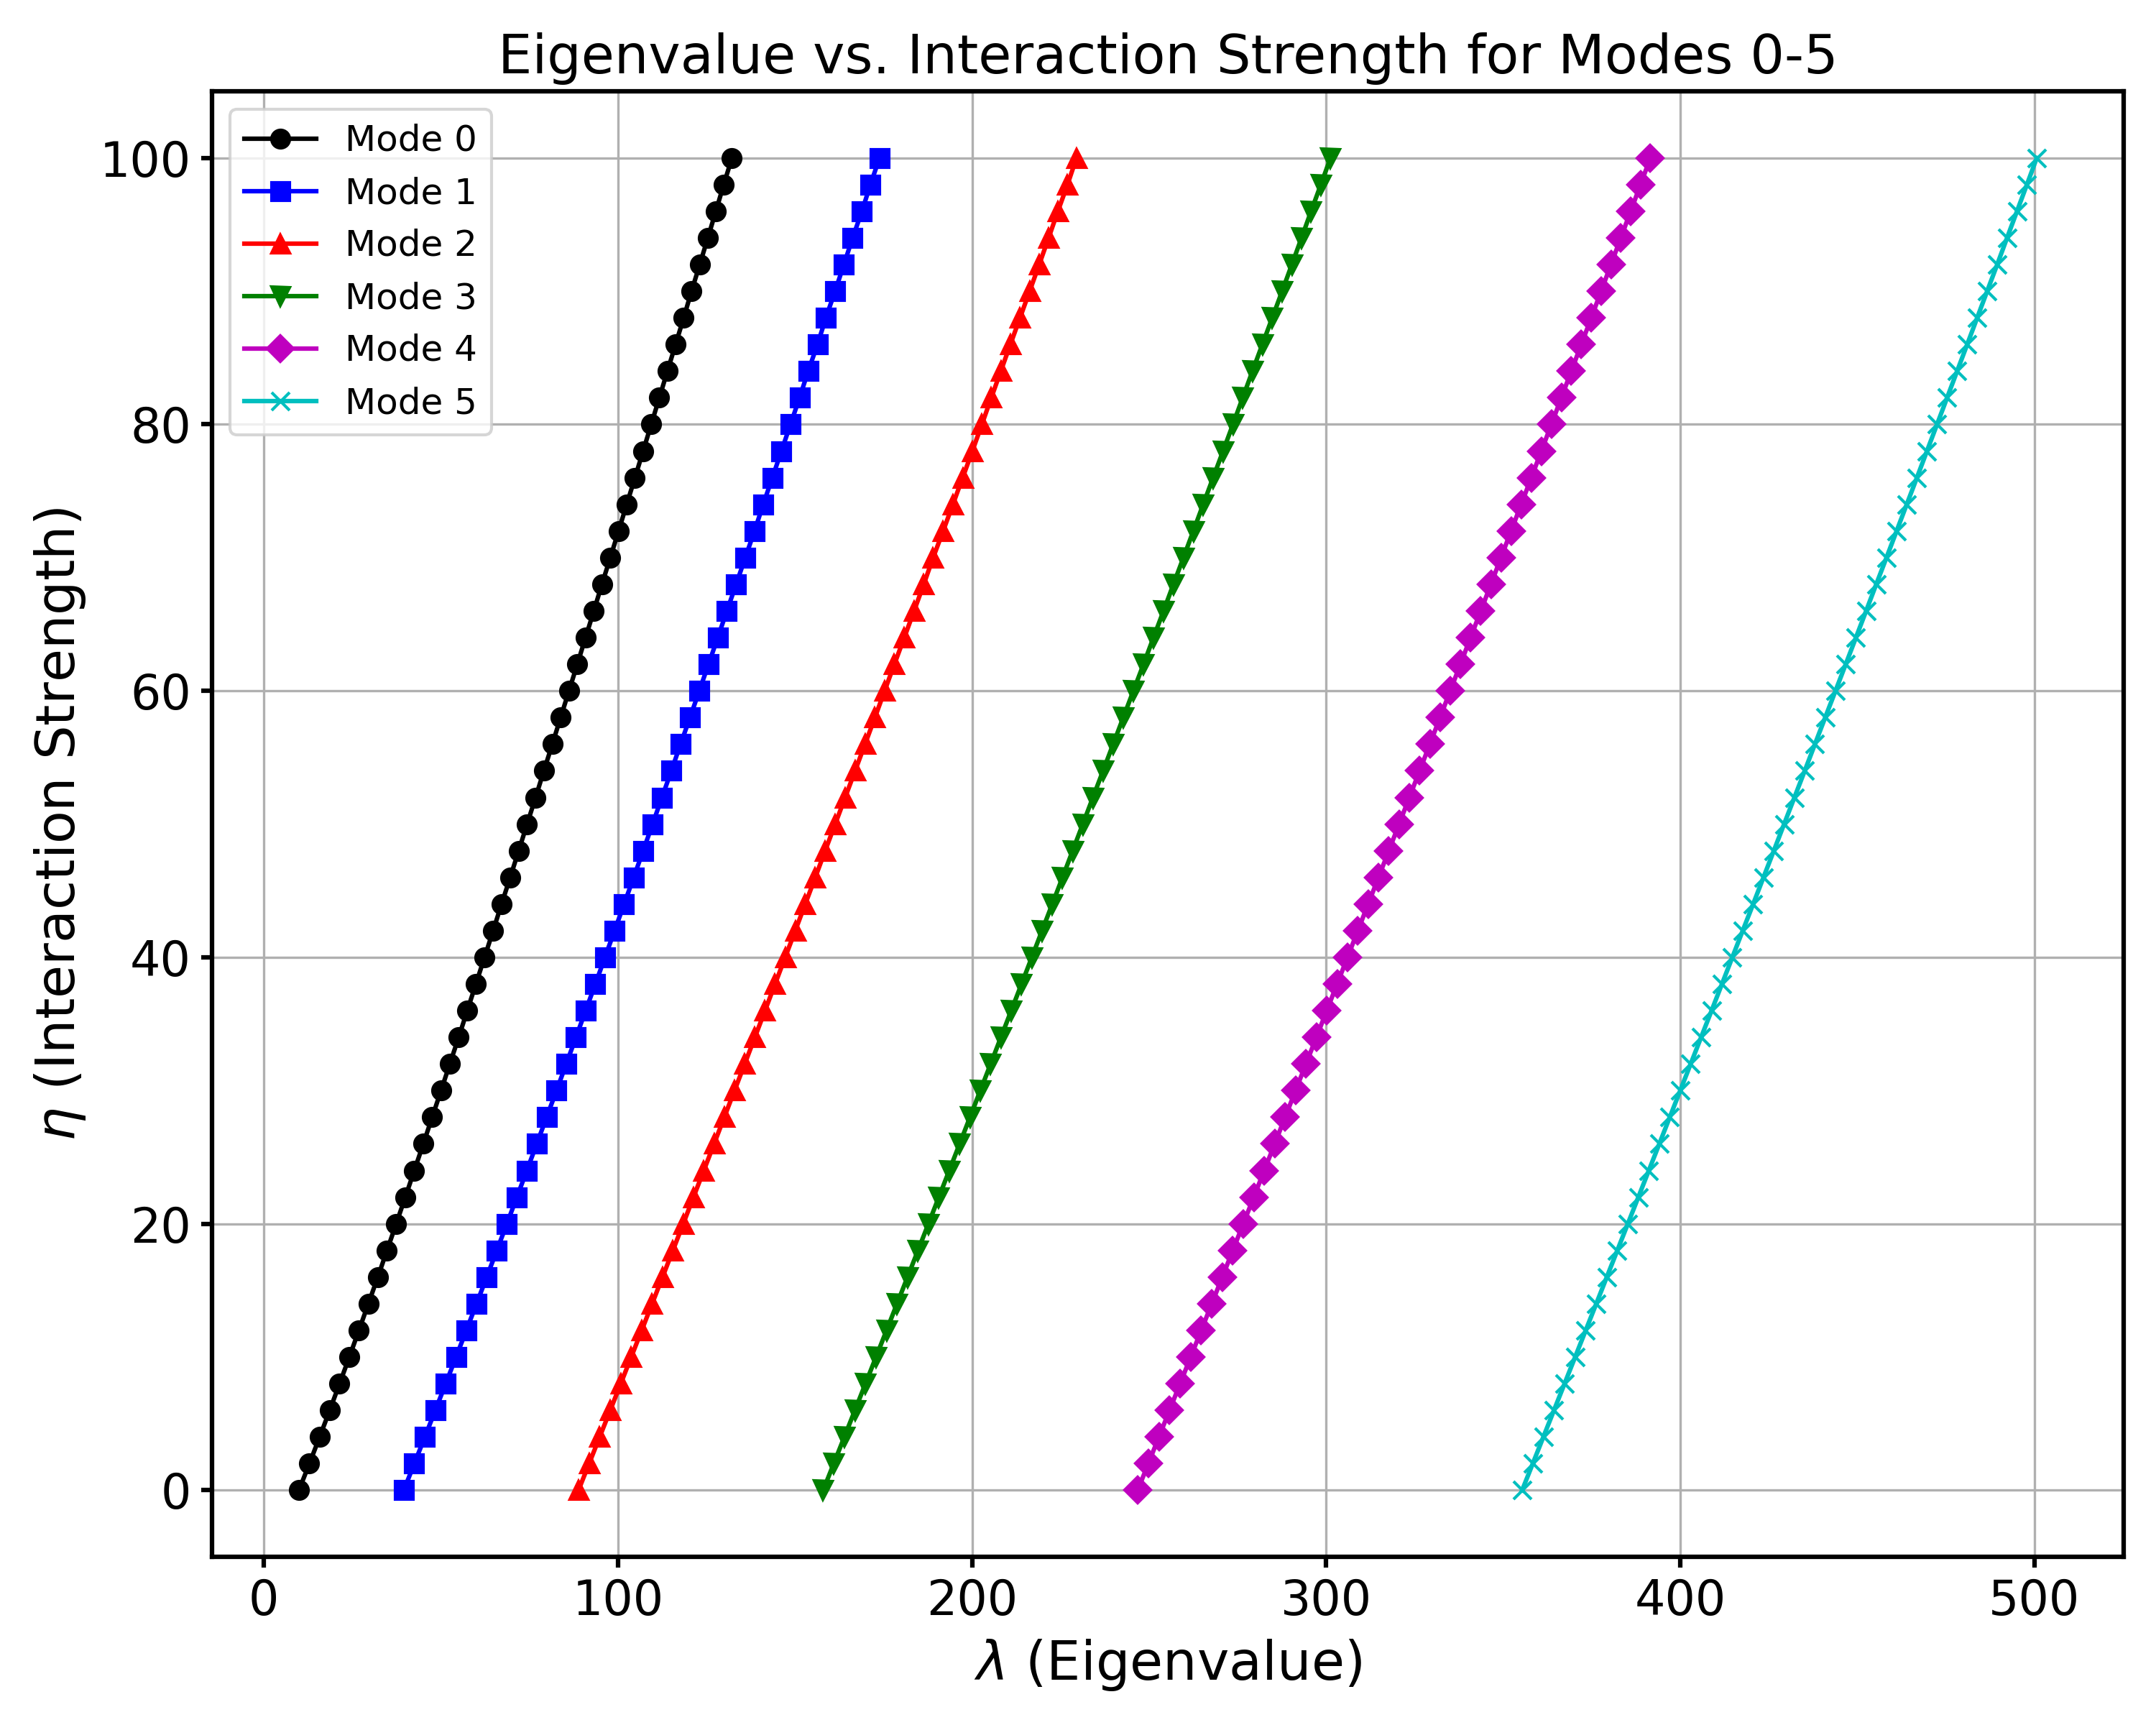 Eigenvalue vs. Interaction Strength for Modes 0-5
Mode 0
Mode 1
Mode 2
Mode 3
Mode 4
Mode 5
η (Interaction Strength)
100
80
60
40
20
0
0 100 200 300 400 500
λ (Eigenvalue)